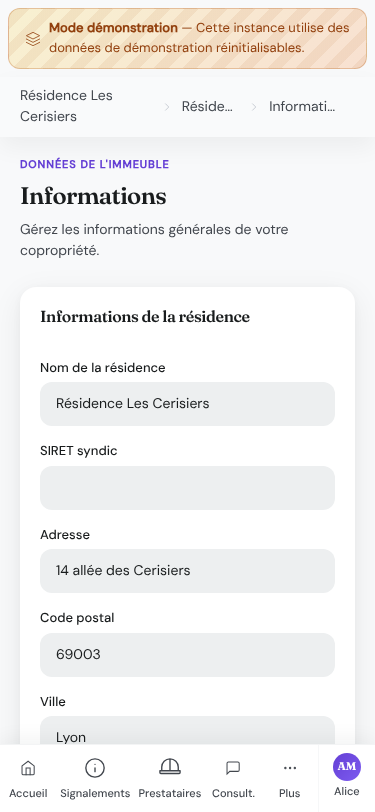 Mode démonstration — Cette instance utilise des
données de démonstration réinitialisables.
Résidence Les
Cerisiers
Réside...
Informati...
DONNÉES DE L'IMMEUBLE
Informations
Gérez les informations générales de votre
copropriété.
Informations de la résidence
Nom de la résidence
Résidence Les Cerisiers
SIRET syndic
Adresse
14 allée des Cerisiers
Code postal
69003
Ville
Lyon
Accueil
Signalements
Prestataires
Consult.
Plus
AM
Alice